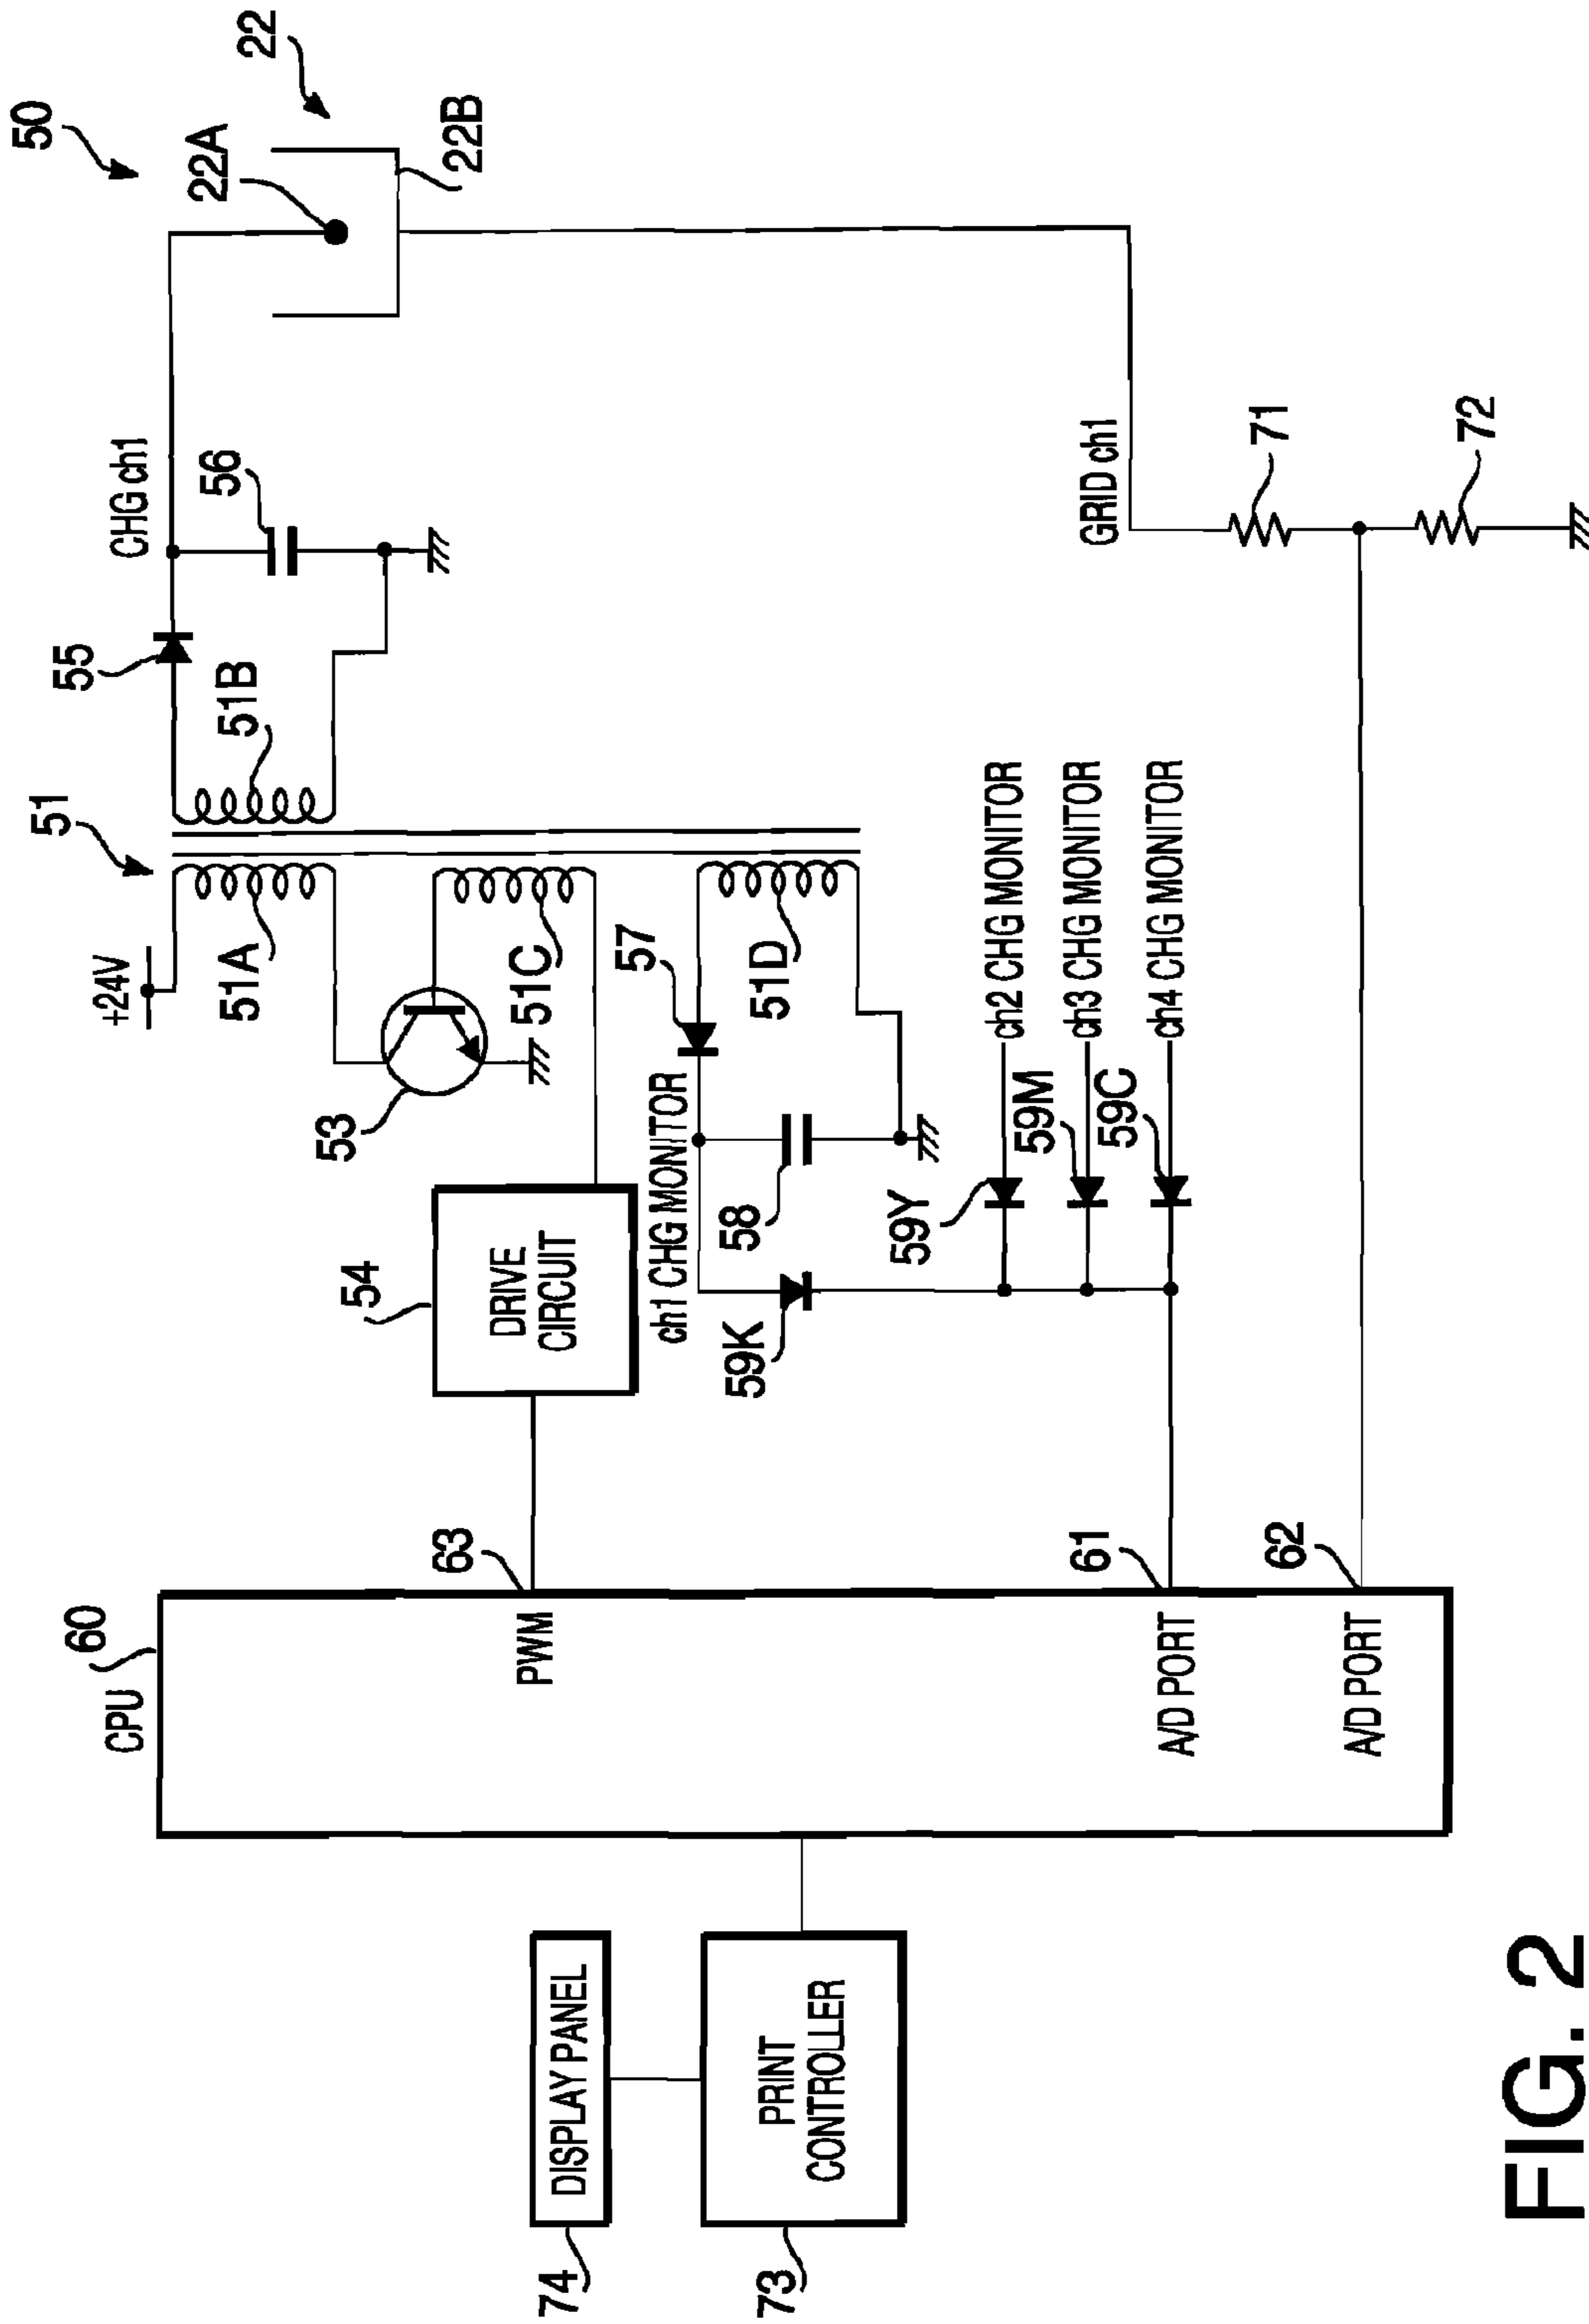 50
22
22A
22B
CHG ch1
56
55
51
51B
+24V
51A
53
51C
57
51D
54
DRIVE
CIRCUIT
ch1 CHG MONITOR
58
59K
59Y
59M
59C
ch2 CHG MONITOR
ch3 CHG MONITOR
ch4 CHG MONITOR
GRID ch1
71
72
60
CPU
63
PWM
61
A/D PORT
62
A/D PORT
DISPLAY PANEL
74
PRINT
CONTROLLER
73
FIG. 2